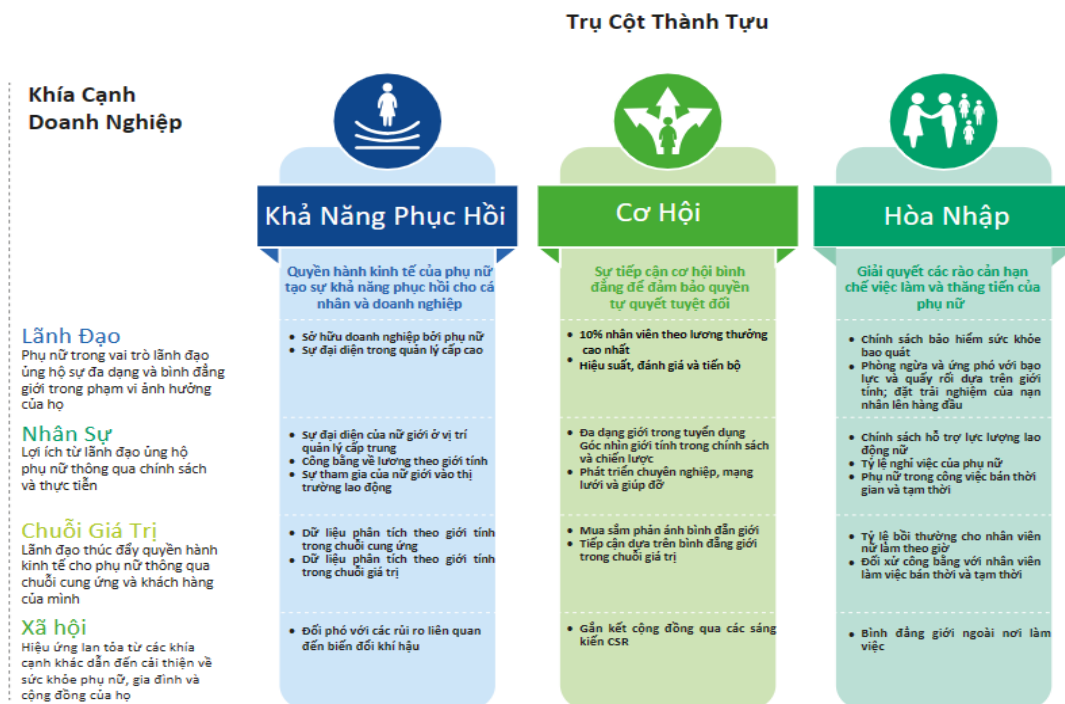 Trụ Cột Thành Tựu
Khía Cạnh
Doanh Nghiệp
Khả Năng Phục Hồi
Cơ Hội
Hòa Nhập
Quyền hành kinh tế của phụ nữ
tạo sự khả năng phục hồi cho cá
nhân và doanh nghiệp
Sự tiếp cận cơ hội bình
đẳng để đảm bảo quyền
tự quyết tuyệt đối
Giải quyết các rào cản hạn
chế việc làm và thăng tiến của
phụ nữ
Lãnh Đạo
Phụ nữ trong vai trò lãnh đạo
ủng hộ sự đa dạng và bình đẳng
giới trong phạm vi ảnh hưởng
của họ
• Sở hữu doanh nghiệp bởi phụ nữ
• Sự đại diện trong quản lý cấp cao
• 10% nhân viên theo lương thưởng
cao nhất
• Hiệu suất, đánh giá và tiến bộ
• Chính sách bảo hiểm sức khỏe
bao quát
• Phòng ngừa và ứng phó với bạo
lực và quấy rối dựa trên giới
tính; đặt trải nghiệm của nạn
nhân lên hàng đầu
Nhân Sự
Lợi ích từ lãnh đạo ủng hộ
phụ nữ thông qua chính sách
và thực tiễn
• Sự đại diện của nữ giới ở vị trí
quản lý cấp trung
• Công bằng về lương theo giới tính
• Sự tham gia của nữ giới vào thị
trường lao động
• Đa dạng giới trong tuyển dụng
Góc nhìn giới tính trong chính sách
và chiến lược
• Phát triển chuyên nghiệp, mạng
lưới và giúp đỡ
• Chính sách hỗ trợ lực lượng lao
động nữ
• Tỷ lệ nghỉ việc của phụ nữ
• Phụ nữ trong công việc bán thời
gian và tạm thời
Chuỗi Giá Trị
Lãnh đạo thúc đẩy quyền hành
kinh tế cho phụ nữ thông qua
chuỗi cung ứng và khách hàng
của mình
• Dữ liệu phân tích theo giới tính
trong chuỗi cung ứng
• Dữ liệu phân tích theo giới tính
trong chuỗi giá trị
• Mua sắm phản ánh bình đẳn giới
• Tiếp cận dựa trên bình đẳng giới
trong chuỗi giá trị
• Tỷ lệ bồi thường cho nhân viên
nữ làm theo giờ
• Đối xử công bằng với nhân viên
làm việc bán thời và tạm thời
Xã hội
Hiệu ứng lan tỏa từ các khía
cạnh khác dẫn đến cải thiện về
sức khỏe phụ nữ, gia đình và
cộng đồng của họ
• Đối phó với các rủi ro liên quan
đến biến đổi khí hậu
• Gắn kết cộng đồng qua các sáng
kiến CSR
• Bình đẳng giới ngoài nơi làm
việc